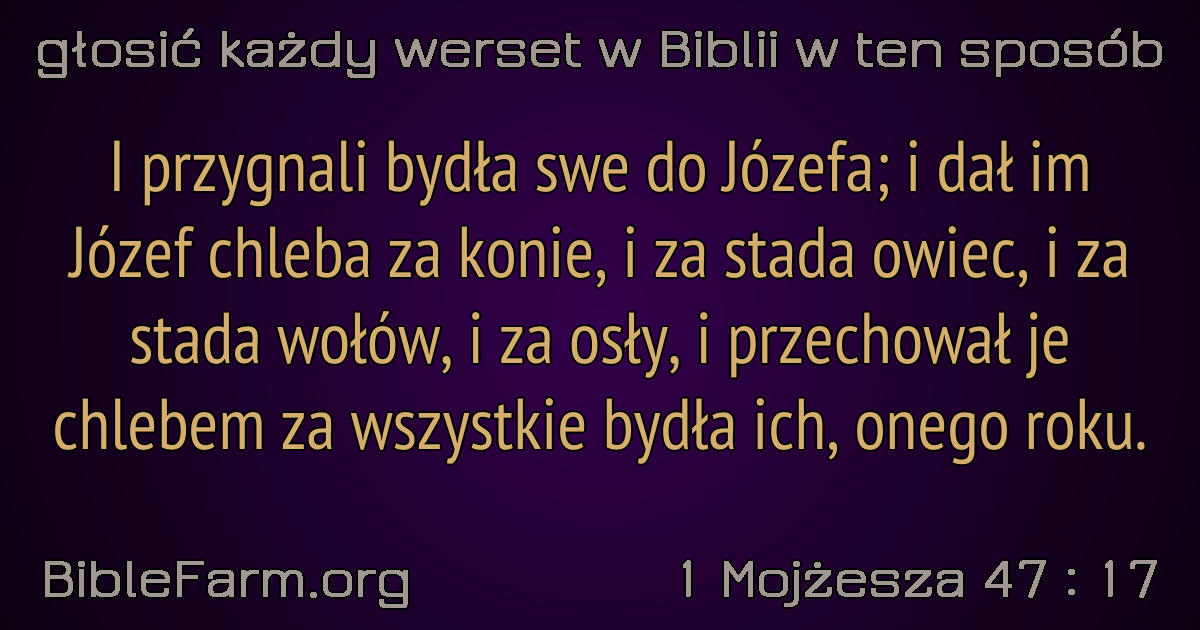 głosić każdy werset w Biblii w ten sposób
I przygnali bydła swe do Józefa; i dał im
Józef chleba za konie, i za stada owiec, i za
stada wołów, i za osły, i przechował je
chlebem za wszystkie bydła ich, onego roku.
BibleFarm.org
1 Mojżesza 47 : 17